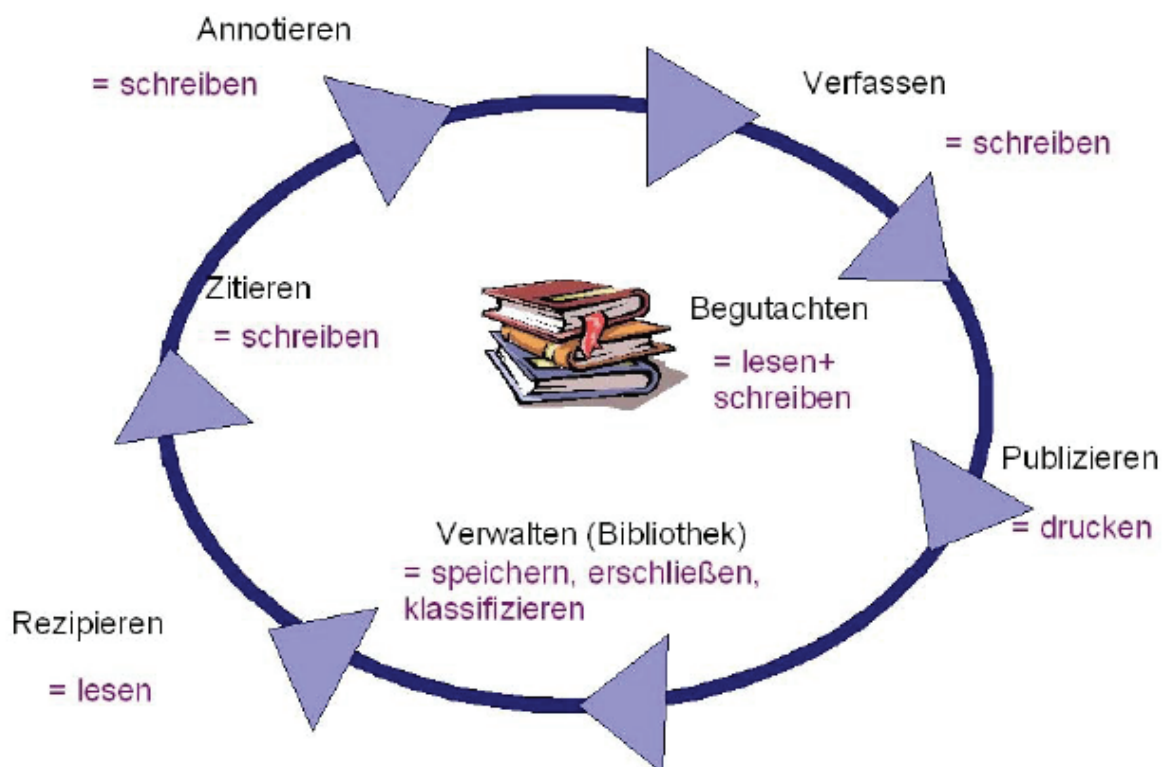 Annotieren
= schreiben
Verfassen
= schreiben
Zitieren
= schreiben
Begutachten
= lesen+
schreiben
Publizieren
= drucken
Verwalten (Bibliothek)
= speichern, erschließen,
klassifizieren
Rezipieren
= lesen